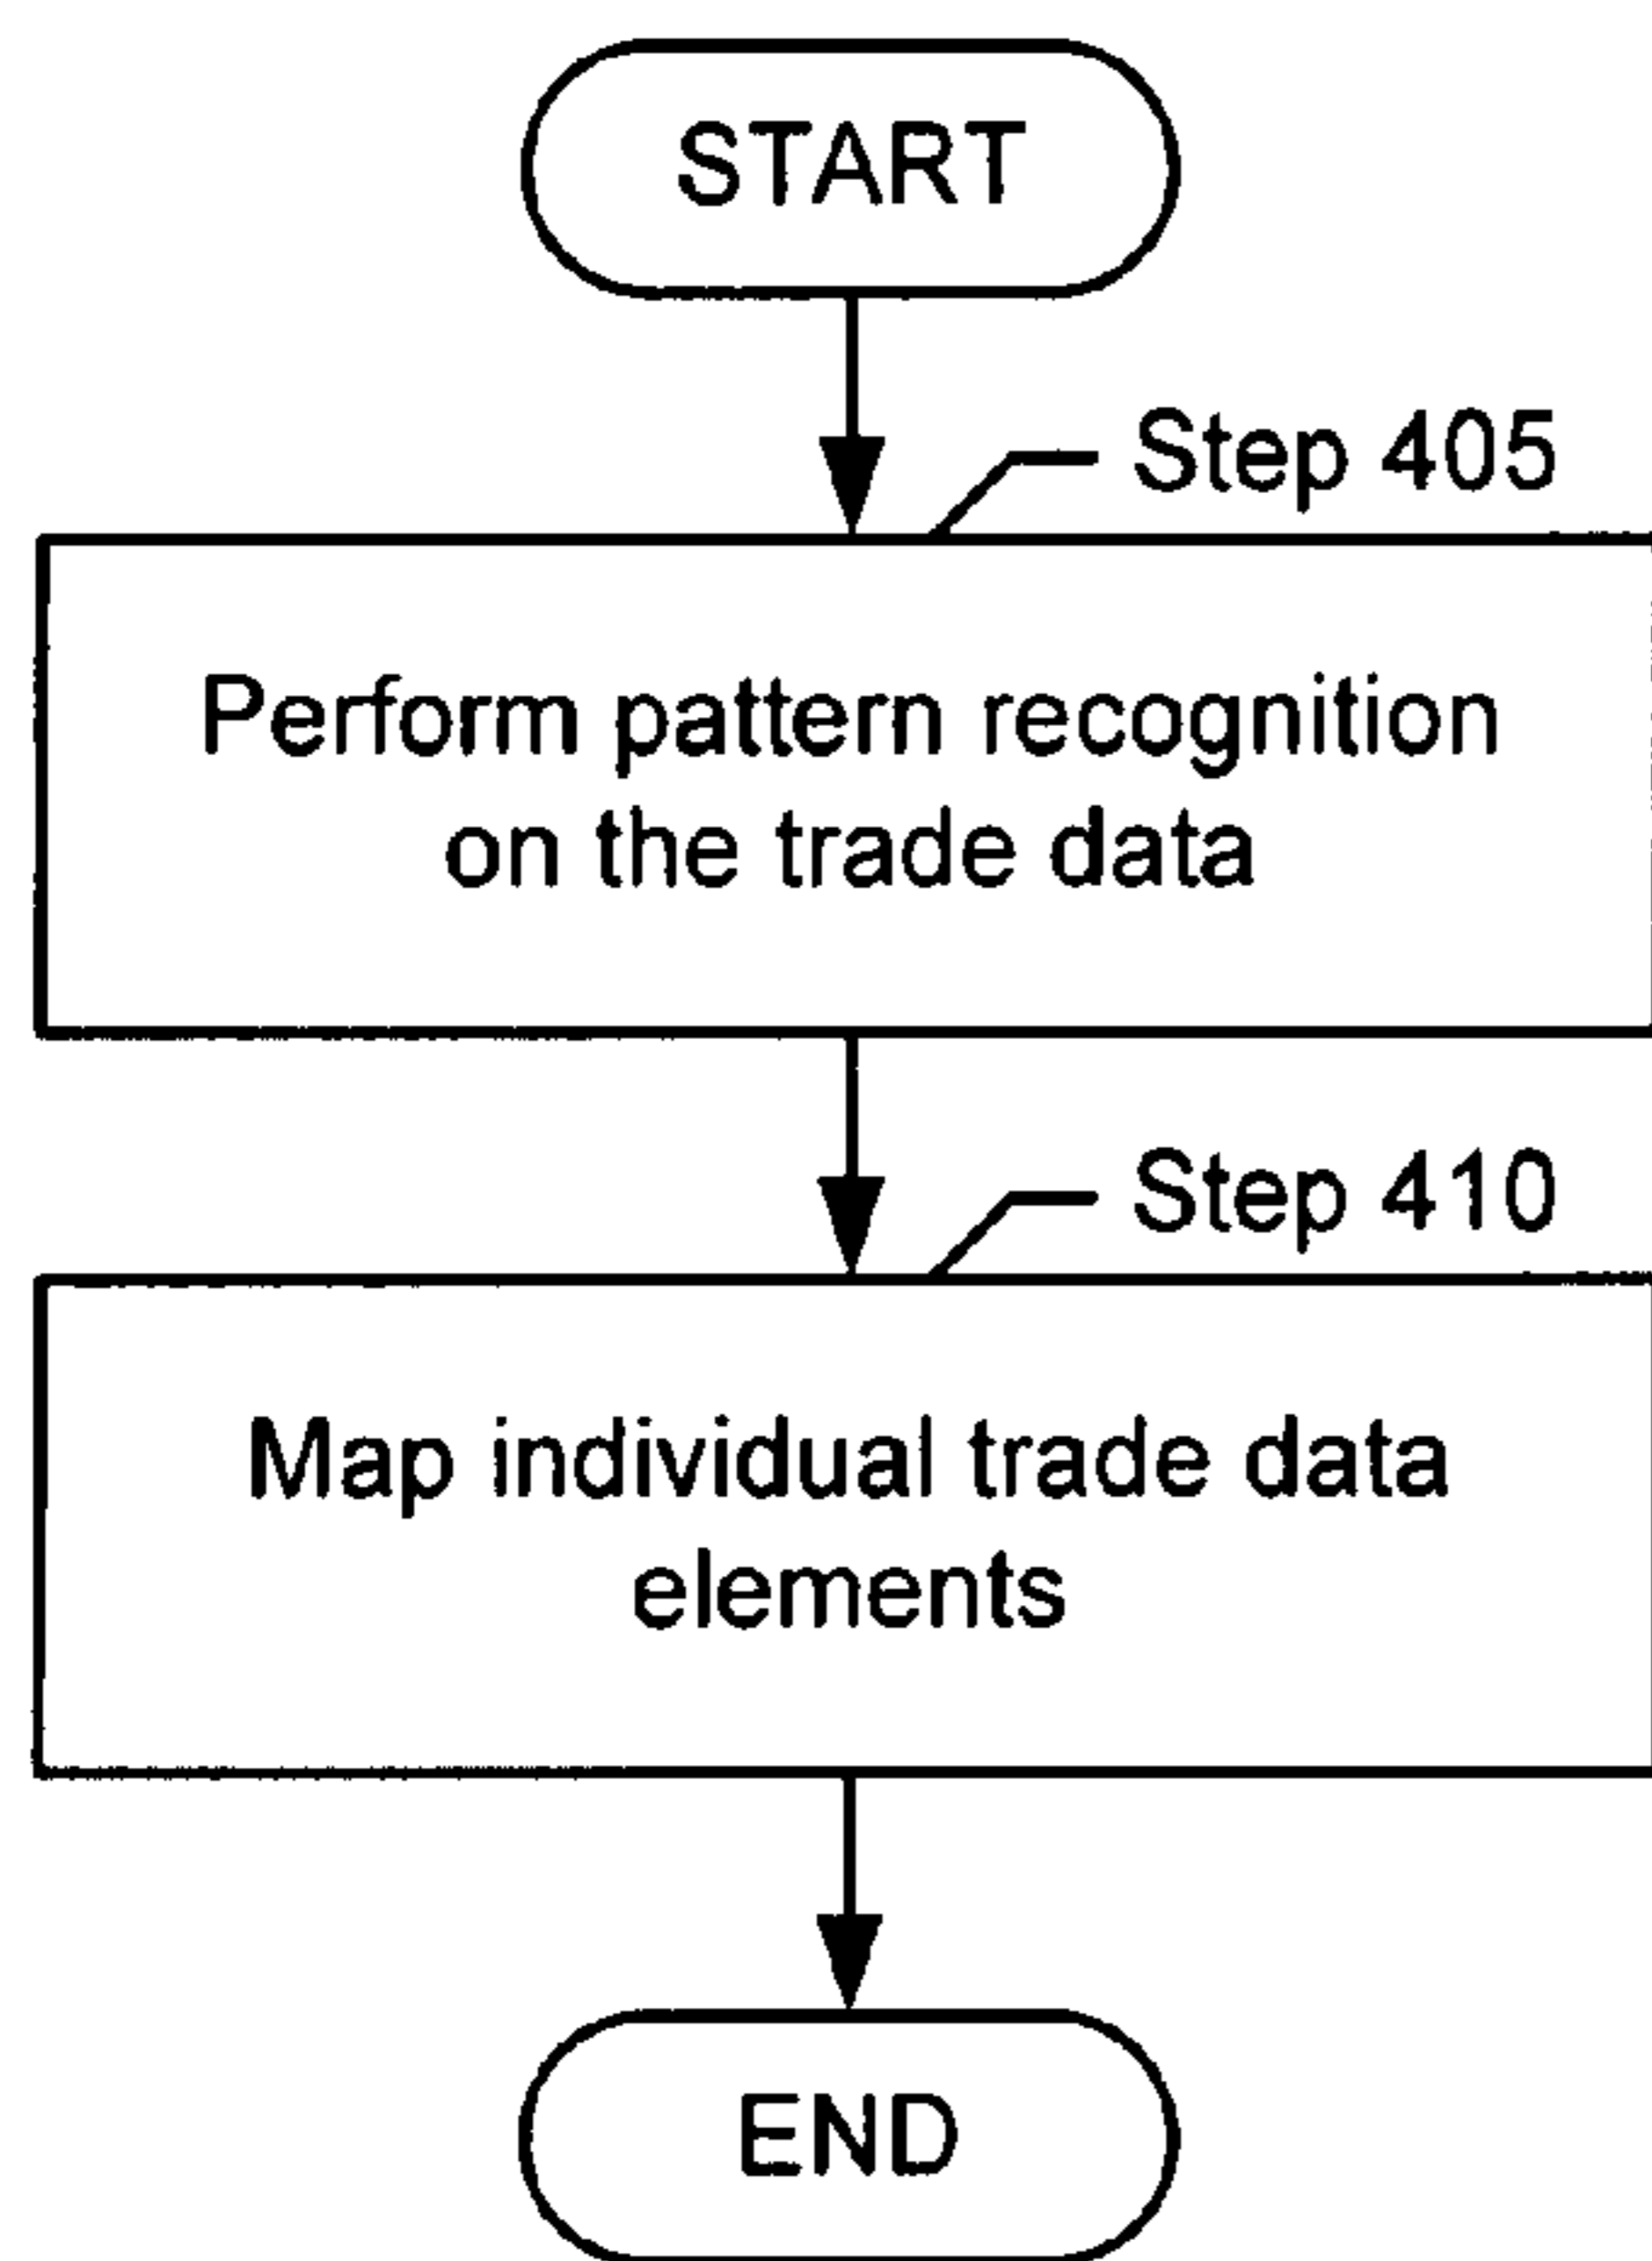 START
Step 405
Perform pattern recognition
on the trade data
Step 410
Map individual trade data
elements
END